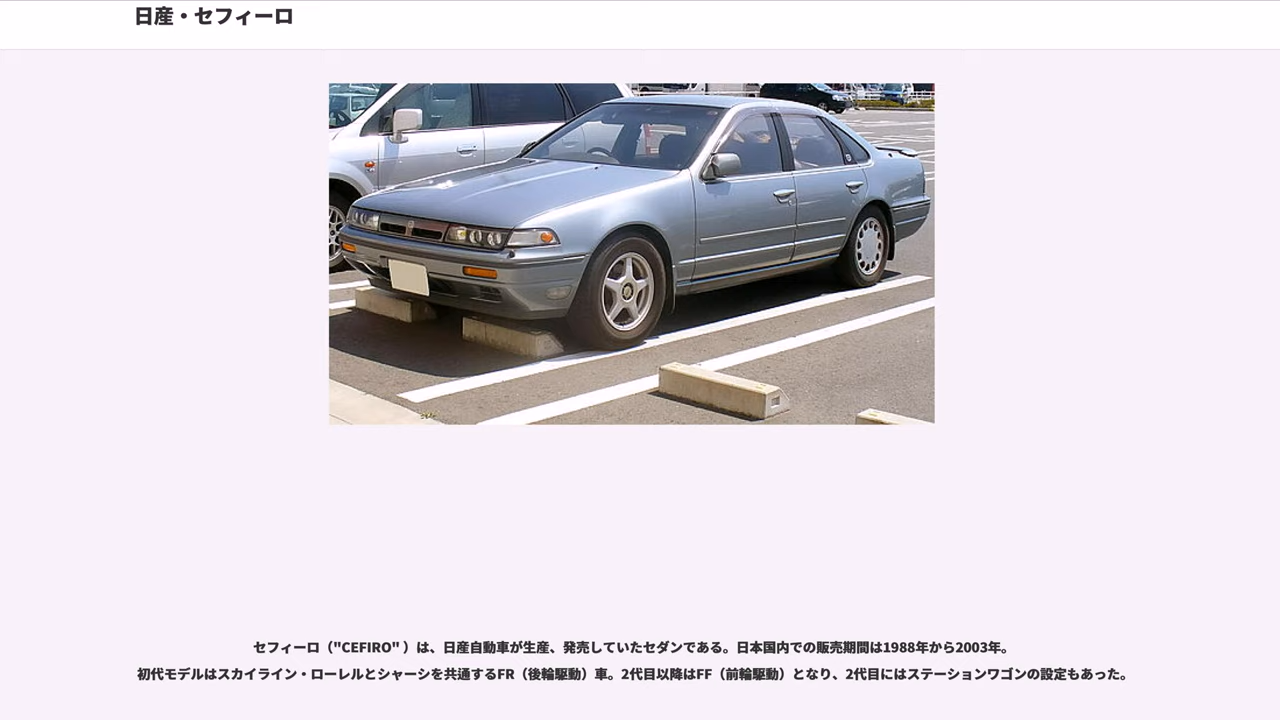 日産・セフィーロ
セフィーロ（"CEFIRO" ）は、日産自動車が生産、発売していたセダンである。日本国内での販売期間は1988年から2003年。
初代モデルはスカイライン・ローレルとシャーシを共通するFR（後輪駆動）車。2代目以降はFF（前輪駆動）となり、2代目にはステーションワゴンの設定もあった。